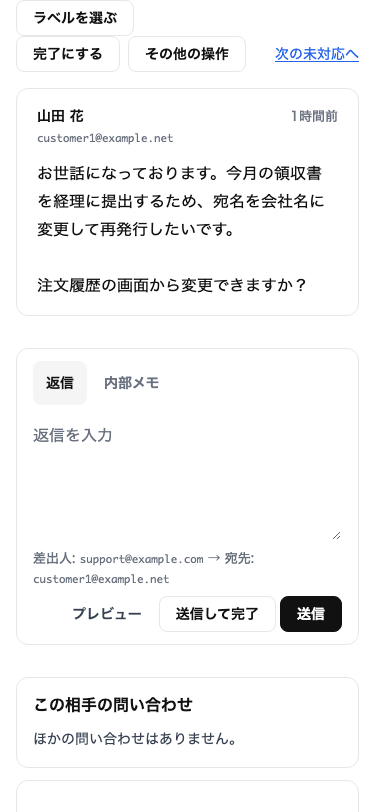 ラベルを選ぶ
完了にする その他の操作 次の未対応へ
山田 花 1時間前
customer1@example.net
お世話になっております。今月の領収書
を経理に提出するため、宛名を会社名に
変更して再発行したいです。
注文履歴の画面から変更できますか？
返信 内部メモ
返信を入力
差出人: support@example.com → 宛先:
customer1@example.net
プレビュー 送信して完了 送信
この相手の問い合わせ
ほかの問い合わせはありません。